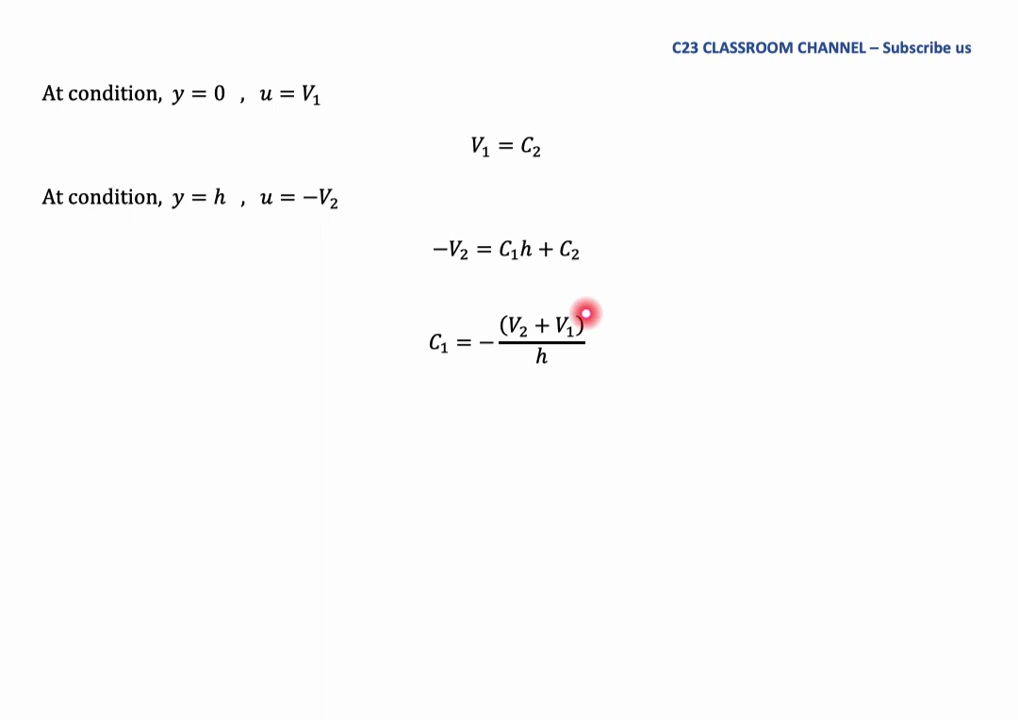 C23 CLASSROOM CHANNEL – Subscribe us
At condition, y = 0 , u = V₁
V₁ = C₂
At condition, y = h , u = −V₂
−V₂ = C₁h + C₂
C₁ = − (V₂ + V₁) / h